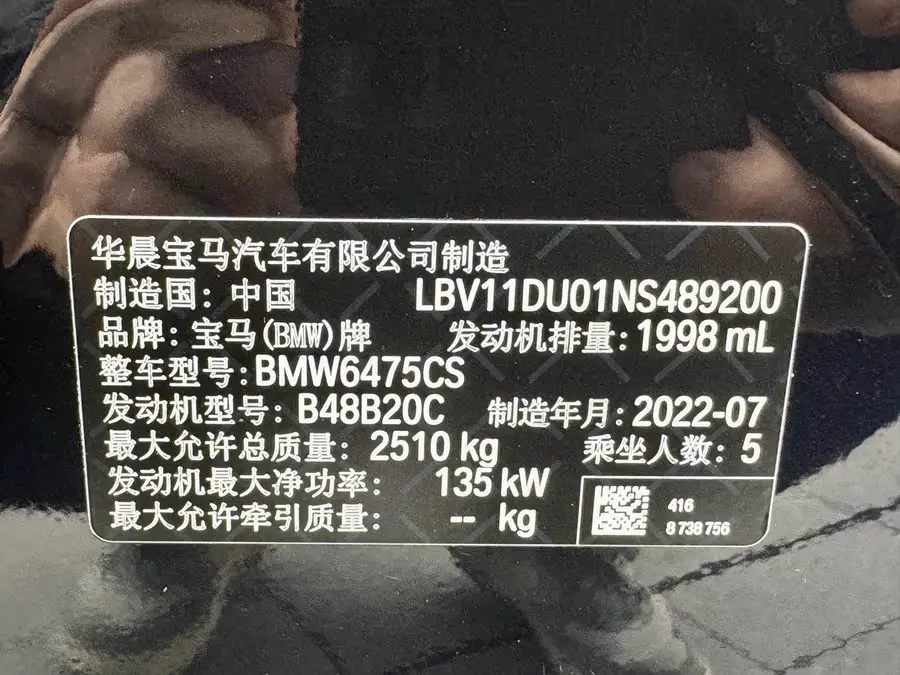 华晨宝马汽车有限公司制造
制造国：中国 LBV11DU01NS489200
品牌：宝马(BMW)牌 发动机排量：1998 mL
整车型号：BMW6475CS
发动机型号：B48B20C 制造年月：2022-07
最大允许总质量：2510 kg 乘坐人数：5
发动机最大净功率：135 kW
最大允许牵引质量：-- kg
416
8 738 756